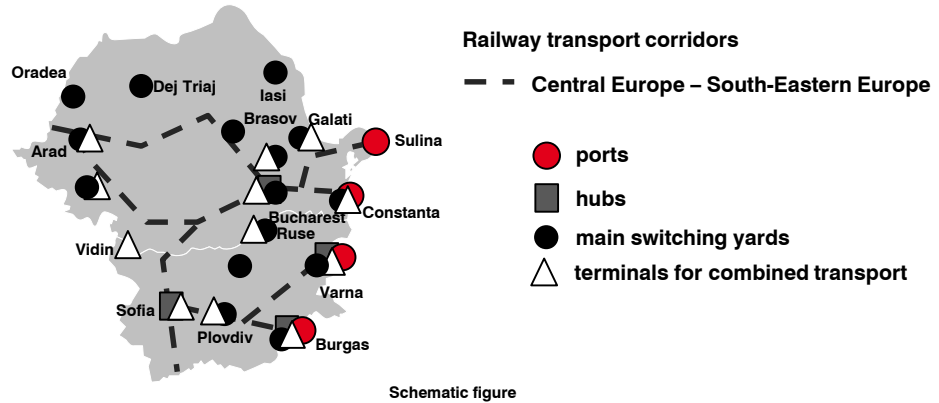 Railway transport corridors
Central Europe – South-Eastern Europe
ports
hubs
main switching yards
terminals for combined transport
Oradea
Dej Triaj
Iasi
Brasov
Galati
Sulina
Arad
Constanta
Bucharest
Ruse
Vidin
Varna
Sofia
Plovdiv
Burgas
Schematic figure